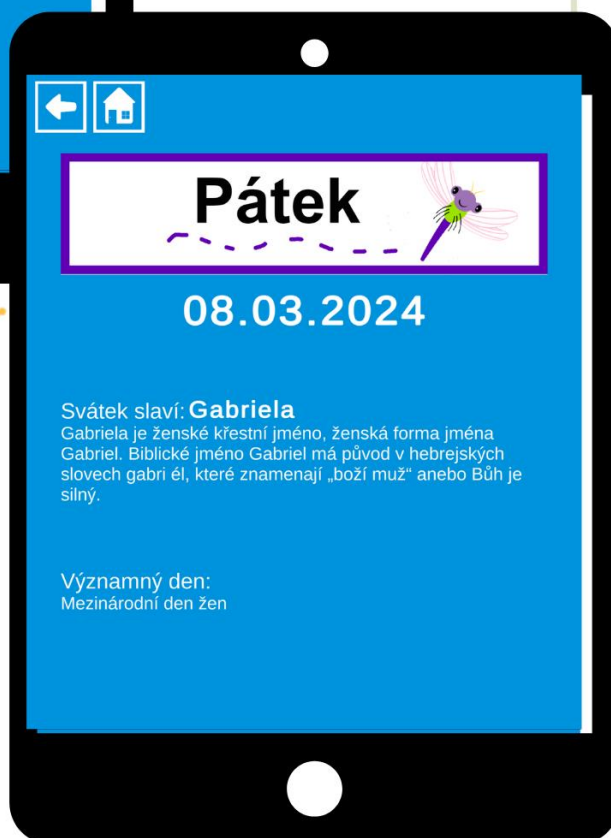 Pátek
08.03.2024
Svátek slaví: Gabriela
Gabriela je ženské křestní jméno, ženská forma jména
Gabriel. Biblické jméno Gabriel má původ v hebrejských
slovech gabri él, které znamenají „boží muž“ anebo Bůh je
silný.
Významný den:
Mezinárodní den žen